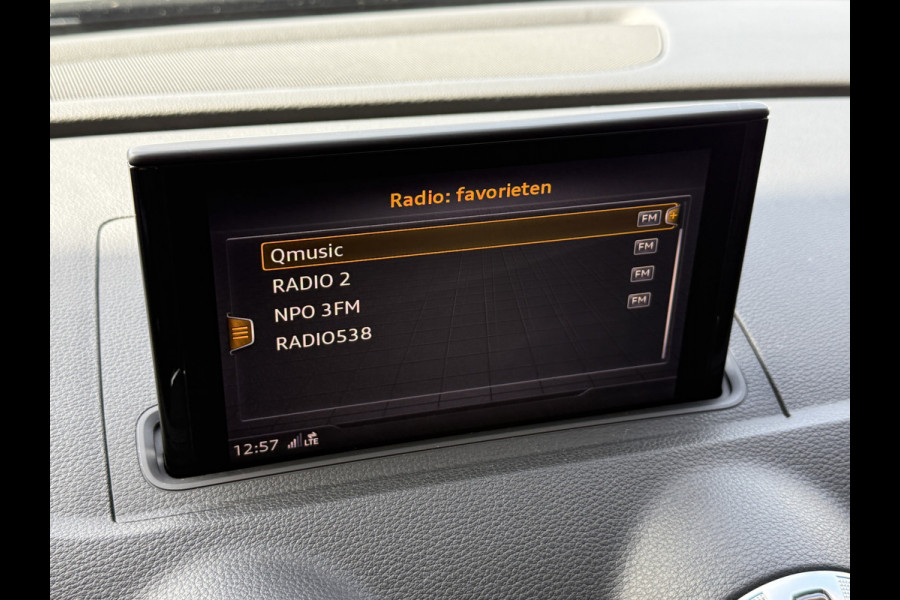 Radio: favorieten
Qmusic FM
RADIO 2 FM
NPO 3FM FM
RADIO538 FM
12:57 LTE